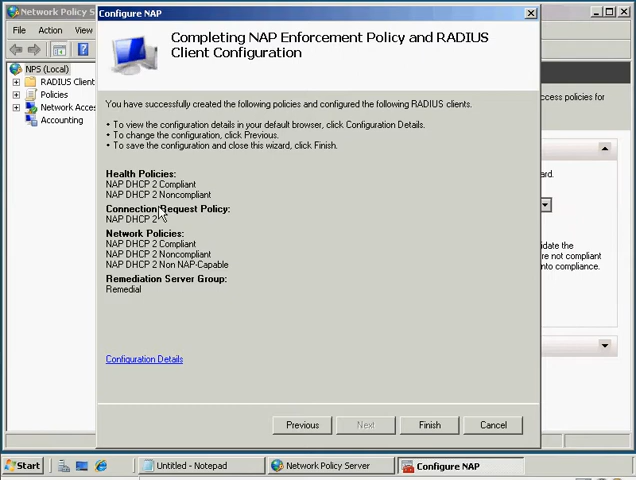 Network Policy S
Configure NAP
File Action View
NPS (Local)
RADIUS Client
Policies
Network Acces
Accounting
Completing NAP Enforcement Policy and RADIUS
Client Configuration
You have successfully created the following policies and configured the following RADIUS clients.
• To view the configuration details in your default browser, click Configuration Details.
• To change the configuration, click Previous.
• To save the configuration and close this wizard, click Finish.
Health Policies:
NAP DHCP 2 Compliant
NAP DHCP 2 Noncompliant
Connection Request Policy:
NAP DHCP 2
Network Policies:
NAP DHCP 2 Compliant
NAP DHCP 2 Noncompliant
NAP DHCP 2 Non NAP-Capable
Remediation Server Group:
Remedial
Configuration Details
Previous Next Finish Cancel
ccess policies for
idate the
re not compliant
nto compliance.
Start Untitled - Notepad Network Policy Server Configure NAP